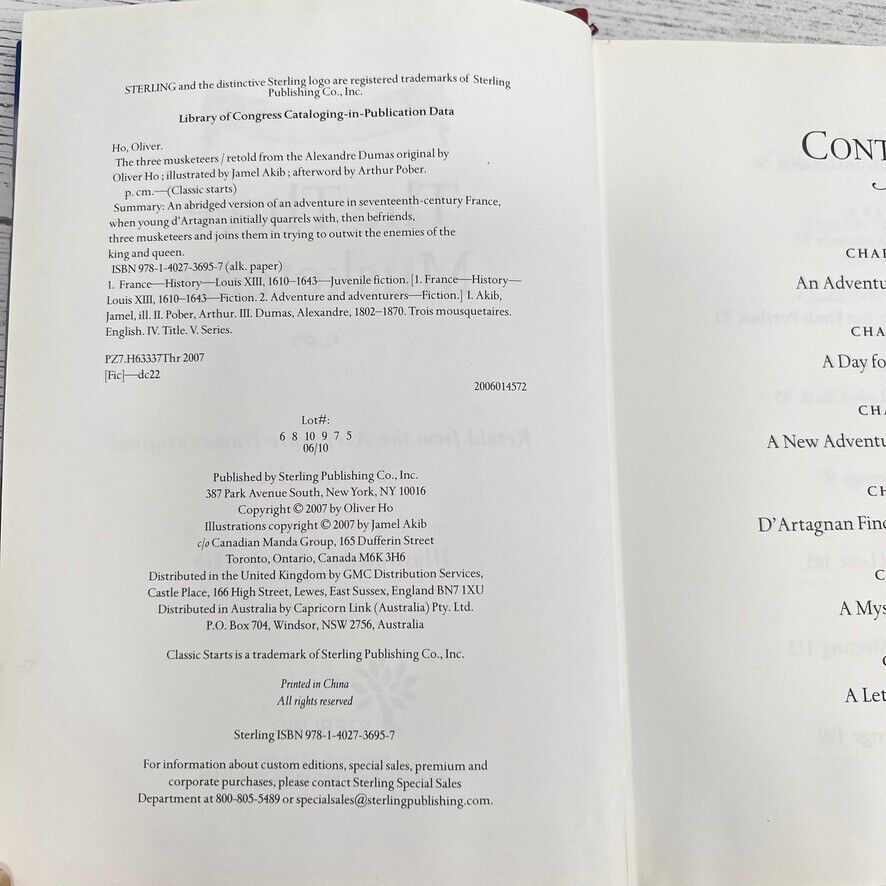 STERLING and the distinctive Sterling logo are registered trademarks of Sterling
Publishing Co., Inc.
Library of Congress Cataloging-in-Publication Data
Ho, Oliver.
The three musketeers / retold from the Alexandre Dumas original by
Oliver Ho ; illustrated by Jamel Akib ; afterword by Arthur Pober.
p. cm.—(Classic starts)
Summary: An abridged version of an adventure in seventeenth-century France,
when young d'Artagnan initially quarrels with, then befriends,
three musketeers and joins them in trying to outwit the enemies of the
king and queen.
ISBN 978-1-4027-3695-7 (alk. paper)
1. France—History—Louis XIII, 1610–1643—Juvenile fiction. [1. France—History—
Louis XIII, 1610–1643—Fiction. 2. Adventure and adventurers—Fiction.] I. Akib,
Jamel, ill. II. Pober, Arthur. III. Dumas, Alexandre, 1802–1870. Trois mousquetaires.
English. IV. Title. V. Series.
PZ7.H63337Thr 2007
[Fic]—dc22
2006014572
Lot#:
6 8 10 9 7 5
06/10
Published by Sterling Publishing Co., Inc.
387 Park Avenue South, New York, NY 10016
Copyright © 2007 by Oliver Ho
Illustrations copyright © 2007 by Jamel Akib
c/o Canadian Manda Group, 165 Dufferin Street
Toronto, Ontario, Canada M6K 3H6
Distributed in the United Kingdom by GMC Distribution Services,
Castle Place, 166 High Street, Lewes, East Sussex, England BN7 1XU
Distributed in Australia by Capricorn Link (Australia) Pty. Ltd.
P.O. Box 704, Windsor, NSW 2756, Australia
Classic Starts is a trademark of Sterling Publishing Co., Inc.
Printed in China
All rights reserved
Sterling ISBN 978-1-4027-3695-7
For information about custom editions, special sales, premium and
corporate purchases, please contact Sterling Special Sales
Department at 800-805-5489 or specialsales@sterlingpublishing.com.
CONT
CHAP
An Adventu
CHA
A Day fo
CHA
A New Adventu
CH
D'Artagnan Finc
C
A Mys
A Let